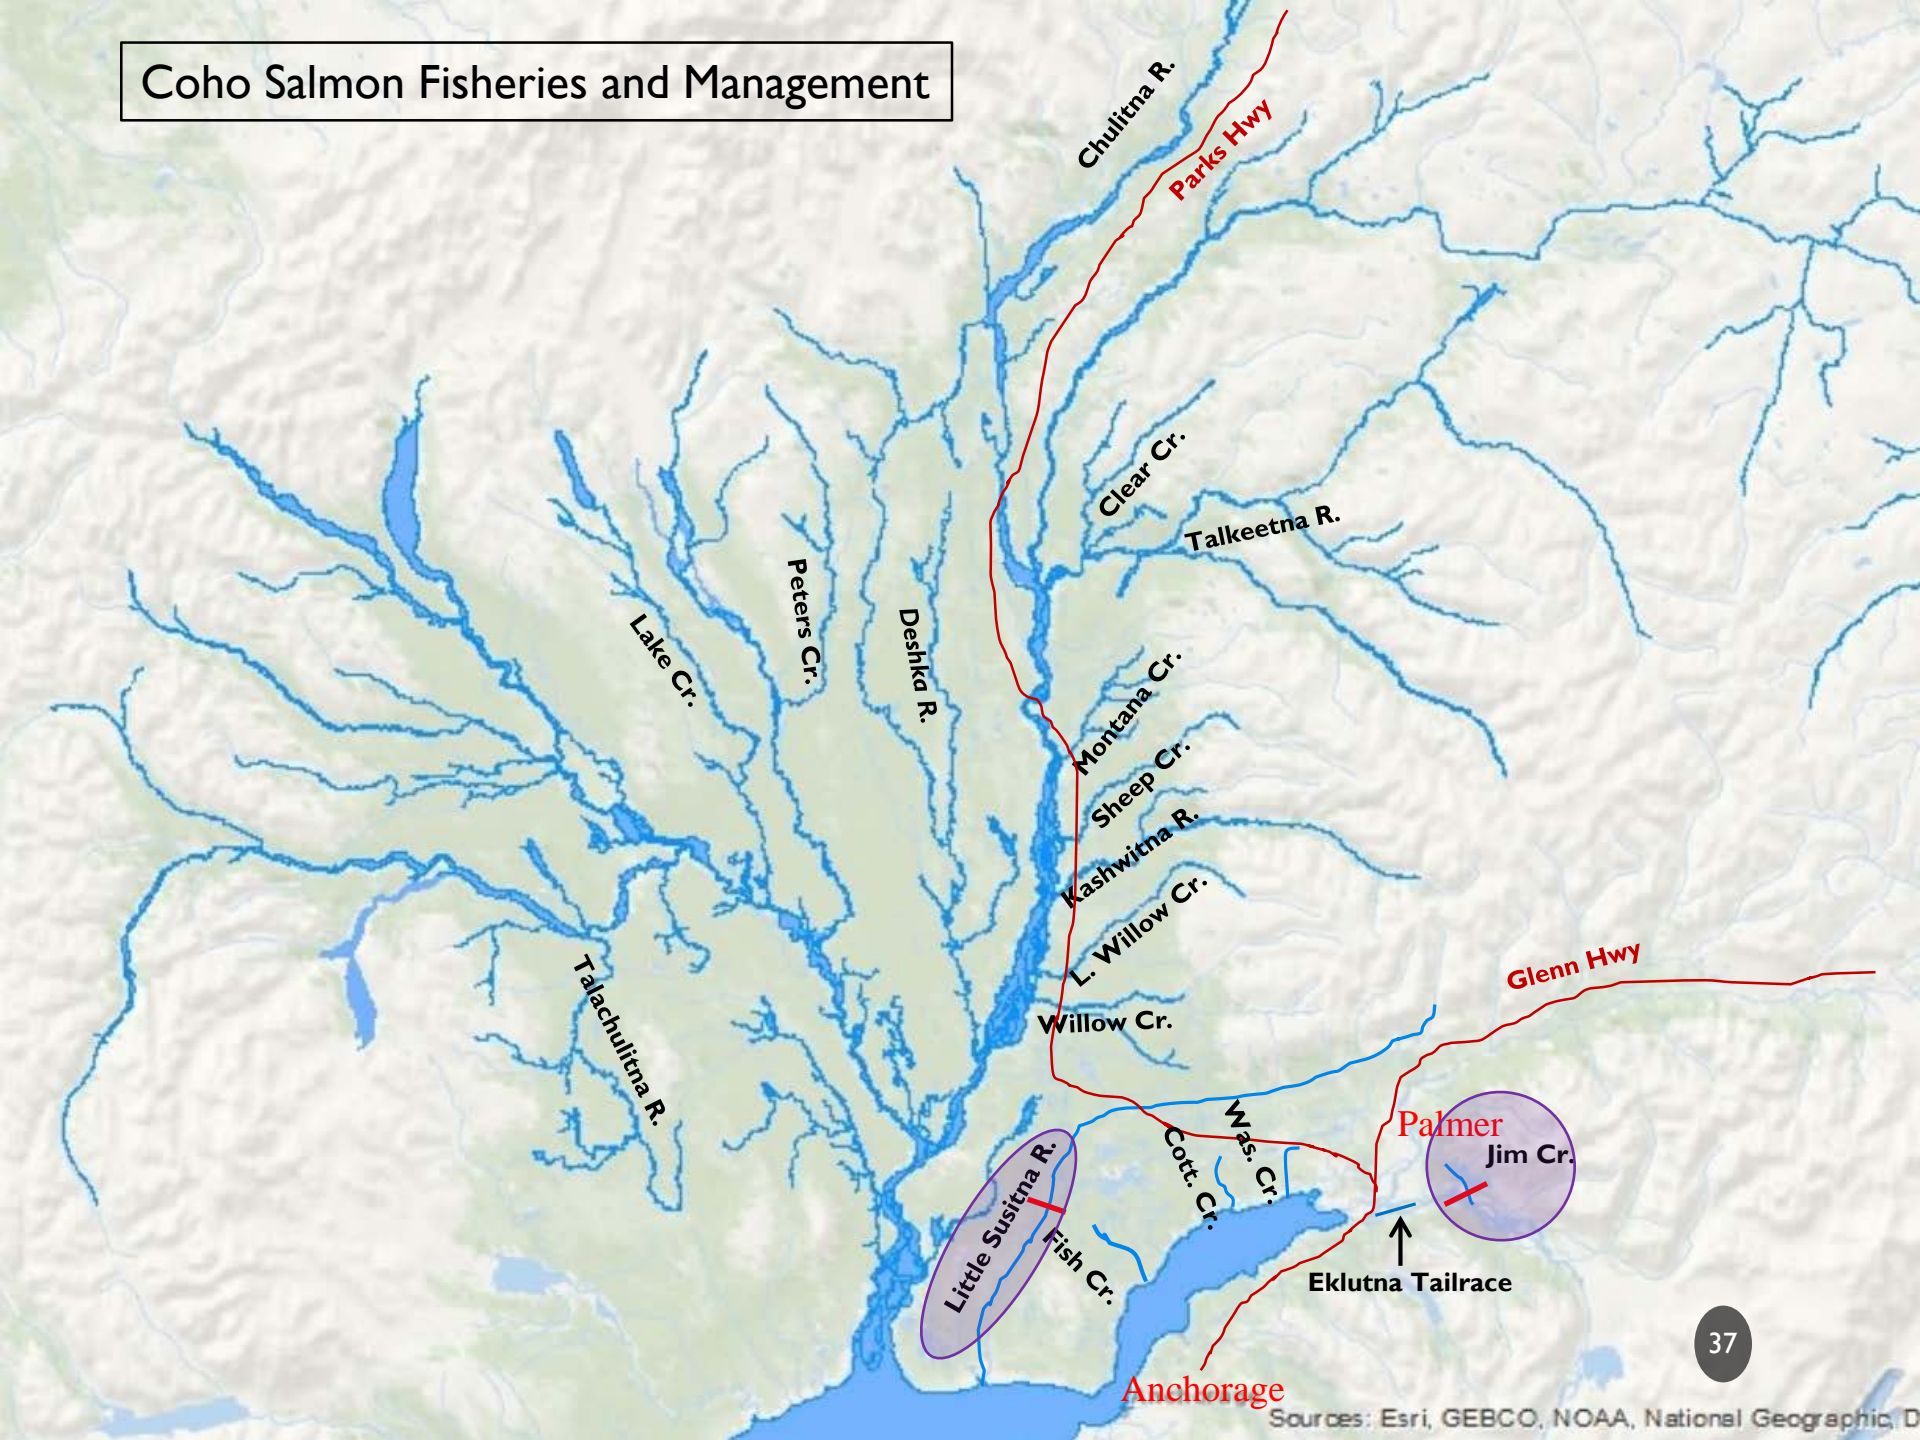 Coho Salmon Fisheries and Management
Chulitna R.
Parks Hwy
Clear Cr.
Talkeetna R.
Peters Cr.
Deshka R.
Lake Cr.
Montana Cr.
Sheep Cr.
Kashwitna R.
L. Willow Cr.
Willow Cr.
Talachulitna R.
Glenn Hwy
Palmer
Jim Cr.
Was. Cr.
Cott. Cr.
Little Susitna R.
Fish Cr.
Eklutna Tailrace
37
Anchorage
Sources: Esri, GEBCO, NOAA, National Geographic, D